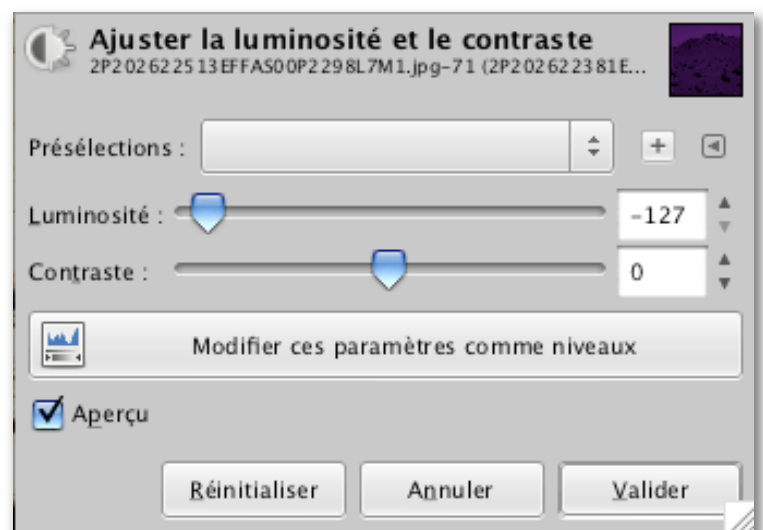 Ajuster la luminosité et le contraste
2P202622513EFFAS00P2298L7M1.jpg-71 (2P202622381E...
Présélections :
Luminosité : -127
Contraste : 0
Modifier ces paramètres comme niveaux
Aperçu
Réinitialiser Annuler Valider